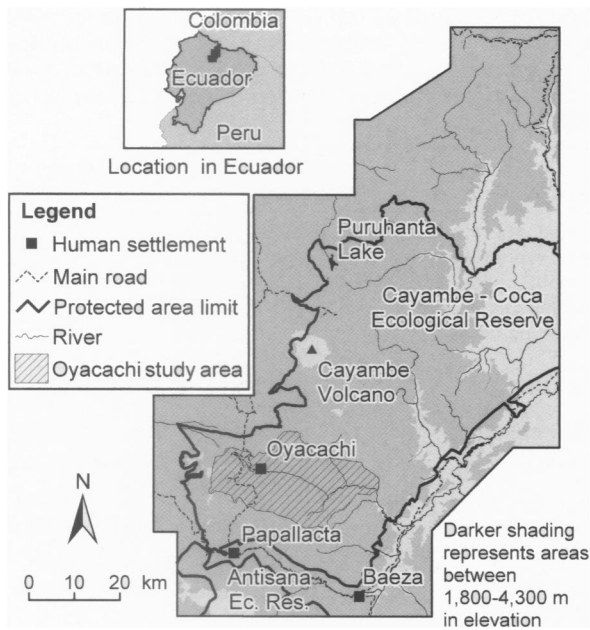 Colombia
Ecuador
Peru
Location in Ecuador
Legend
Human settlement
Main road
Protected area limit
River
Oyacachi study area
Puruhanta
Lake
Cayambe - Coca
Ecological Reserve
Cayambe
Volcano
Oyacachi
N
Papallacta
Antisana
Ec. Res.
Baeza
0 10 20 km
Darker shading
represents areas
between
1,800-4,300 m
in elevation